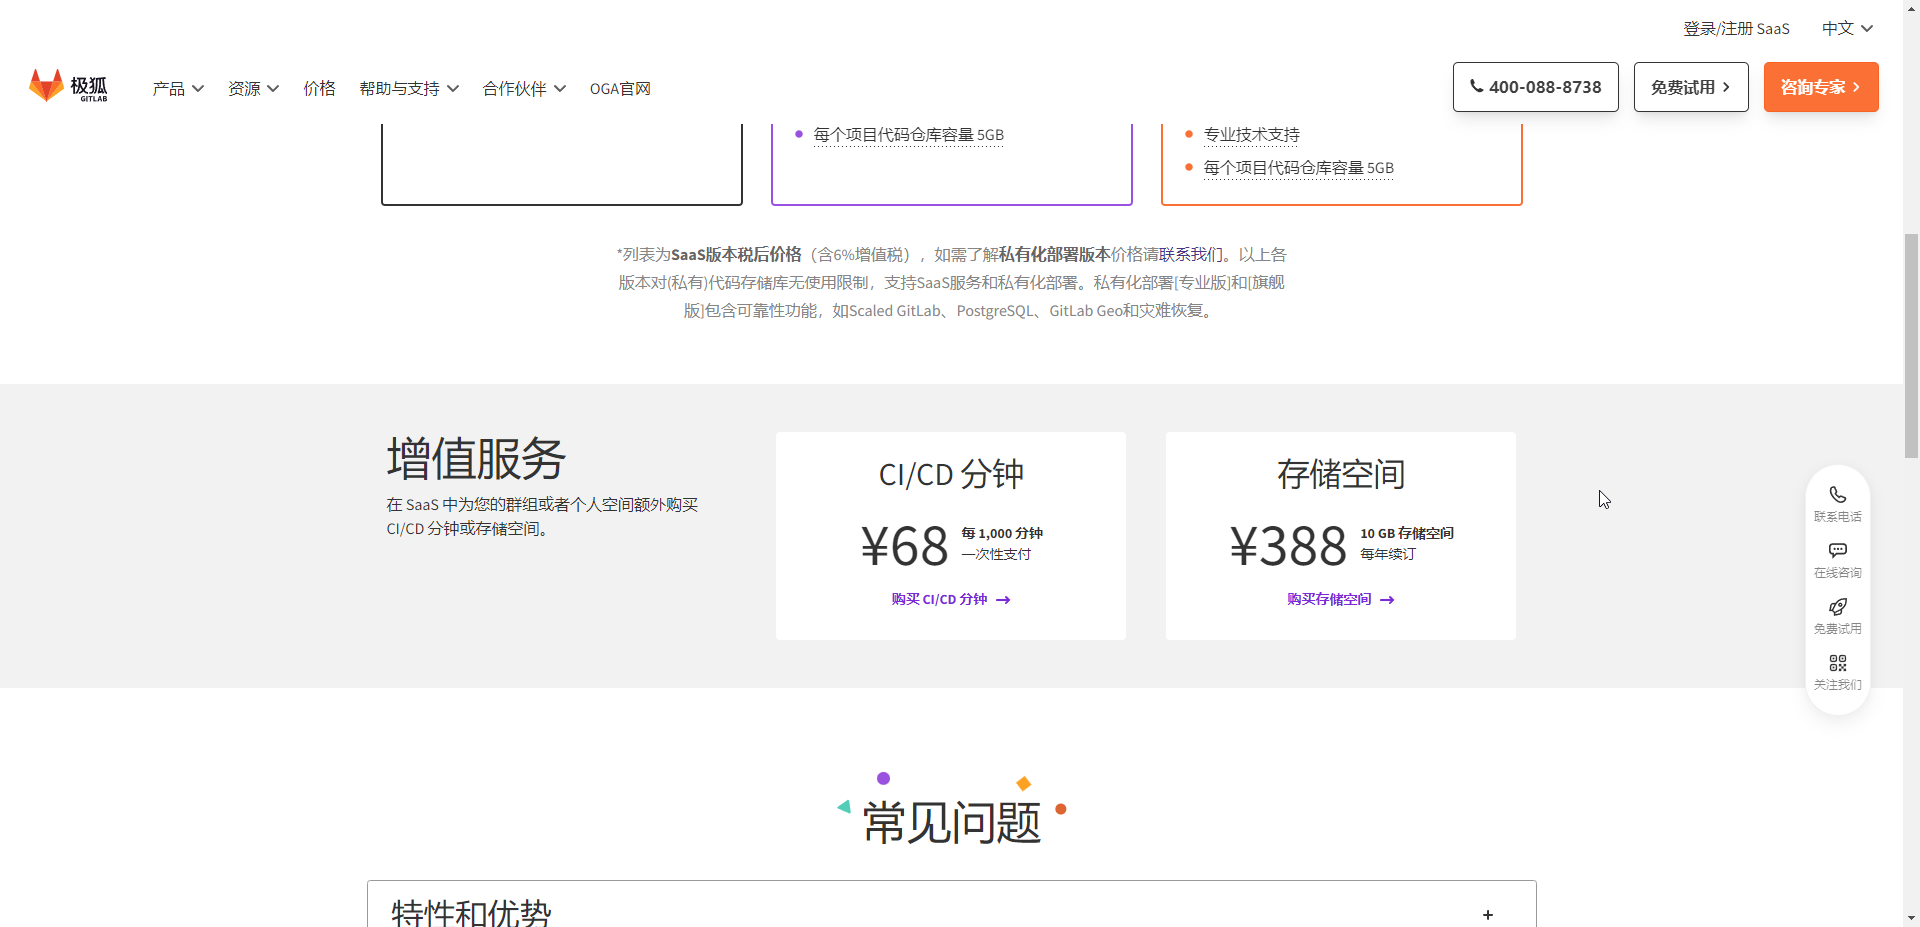 登录/注册 SaaS
中文
极狐
GITLAB
产品
资源
价格
帮助与支持
合作伙伴
OGA官网
400-088-8738
免费试用
咨询专家
每个项目代码仓库容量 5GB
专业技术支持
每个项目代码仓库容量 5GB
*列表为SaaS版本税后价格（含6%增值税），如需了解私有化部署版本价格请联系我们。以上各
版本对(私有)代码存储库无使用限制，支持SaaS服务和私有化部署。私有化部署[专业版]和[旗舰
版]包含可靠性功能，如Scaled GitLab、PostgreSQL、GitLab Geo和灾难恢复。
增值服务
在 SaaS 中为您的群组或者个人空间额外购买
CI/CD 分钟或存储空间。
CI/CD 分钟
¥68
每 1,000 分钟
一次性支付
购买 CI/CD 分钟
存储空间
¥388
10 GB 存储空间
每年续订
购买存储空间
联系电话
在线咨询
免费试用
关注我们
常见问题
特性和优势
+